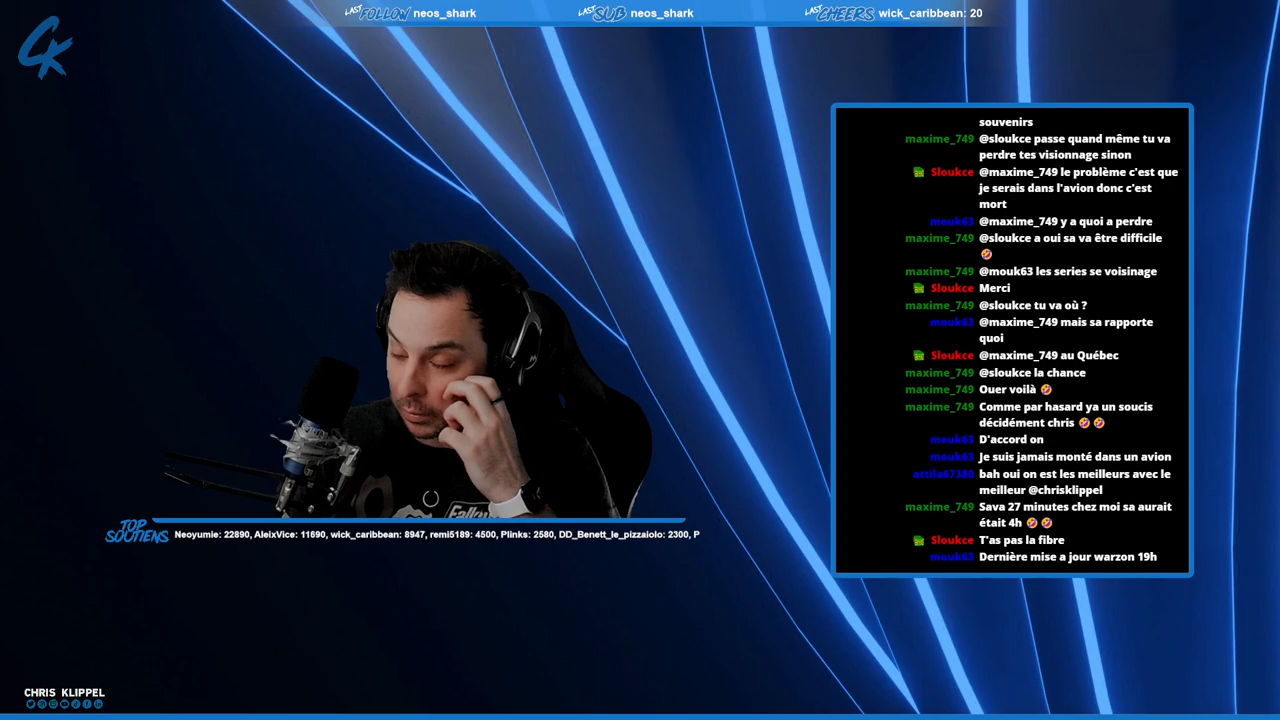 LAST FOLLOW neos_shark
LAST SUB neos_shark
LAST CHEERS wick_caribbean: 20
CK
souvenirs
maxime_749 @sloukce passe quand même tu va
perdre tes visionnage sinon
Sloukce @maxime_749 le problème c'est que
je serais dans l'avion donc c'est
mort
mouk63 @maxime_749 y a quoi a perdre
maxime_749 @sloukce a oui sa va être difficile
🤣
maxime_749 @mouk63 les series se voisinage
Sloukce Merci
maxime_749 @sloukce tu va où ?
mouk63 @maxime_749 mais sa rapporte
quoi
Sloukce @maxime_749 au Québec
maxime_749 @sloukce la chance
maxime_749 Ouer voilà 🤣
maxime_749 Comme par hasard ya un soucis
décidément chris 🤣 🤣
mouk63 D'accord on
mouk63 Je suis jamais monté dans un avion
attila67380 bah oui on est les meilleurs avec le
meilleur @chrisklippel
maxime_749 Sava 27 minutes chez moi sa aurait
était 4h 🤣 🤣
Sloukce T'as pas la fibre
mouk63 Dernière mise a jour warzon 19h
TOP
SOUTIENS
Neoyumie: 22890, AleixVice: 11690, wick_caribbean: 8947, remi5189: 4500, Plinks: 2580, DD_Benett_le_pizzaiolo: 2300, P
CHRIS KLIPPEL